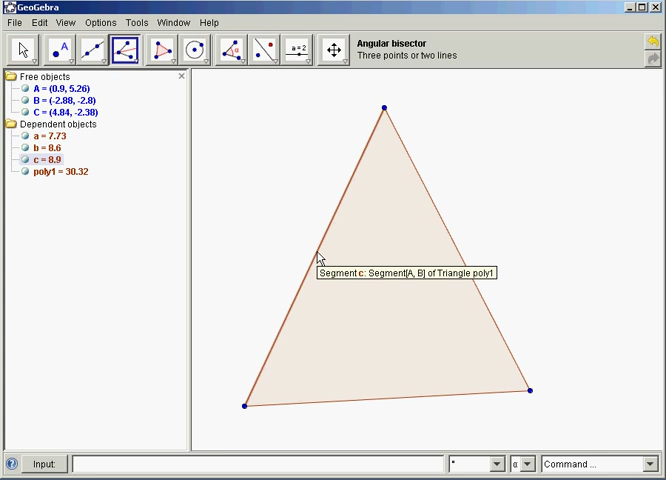 GeoGebra
File Edit View Options Tools Window Help
A
a = 2
Angular bisector
Three points or two lines
Free objects
A = (0.9, 5.26)
B = (-2.88, -2.8)
C = (4.84, -2.38)
Dependent objects
a = 7.73
b = 8.6
c = 8.9
poly1 = 30.32
Segment c: Segment[A, B] of Triangle poly1
Input: ° α Command ...